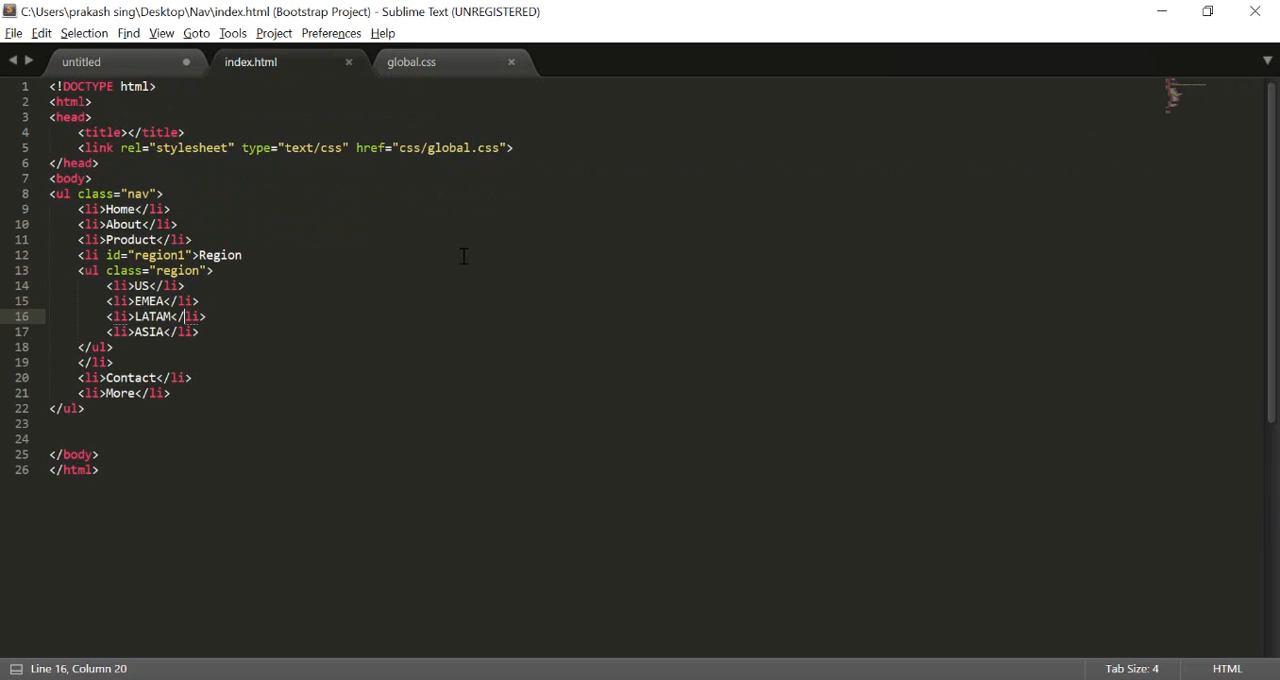 C:\Users\prakash sing\Desktop\Nav\index.html (Bootstrap Project) - Sublime Text (UNREGISTERED)
File Edit Selection Find View Goto Tools Project Preferences Help
untitled index.html × global.css ×
1 <!DOCTYPE html>
2 <html>
3 <head>
4     <title></title>
5     <link rel="stylesheet" type="text/css" href="css/global.css">
6 </head>
7 <body>
8 <ul class="nav">
9     <li>Home</li>
10     <li>About</li>
11     <li>Product</li>
12     <li id="region1">Region
13     <ul class="region">
14         <li>US</li>
15         <li>EMEA</li>
16         <li>LATAM</li>
17         <li>ASIA</li>
18     </ul>
19     </li>
20     <li>Contact</li>
21     <li>More</li>
22 </ul>
23
24
25 </body>
26 </html>
Line 16, Column 20 Tab Size: 4 HTML